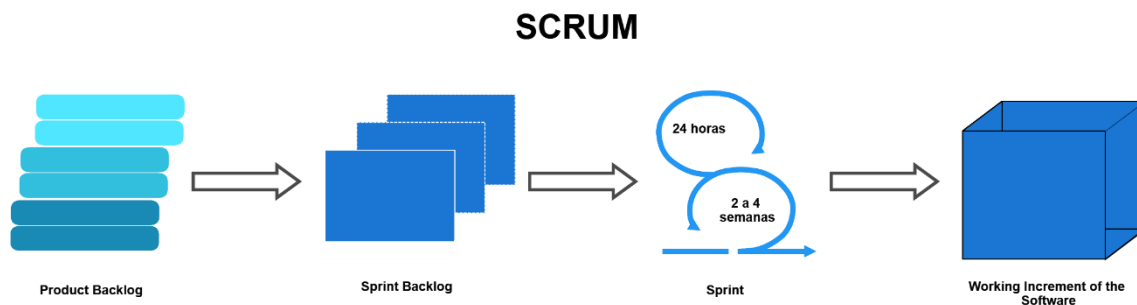 SCRUM
24 horas
2 a 4
semanas
Product Backlog
Sprint Backlog
Sprint
Working Increment of the
Software